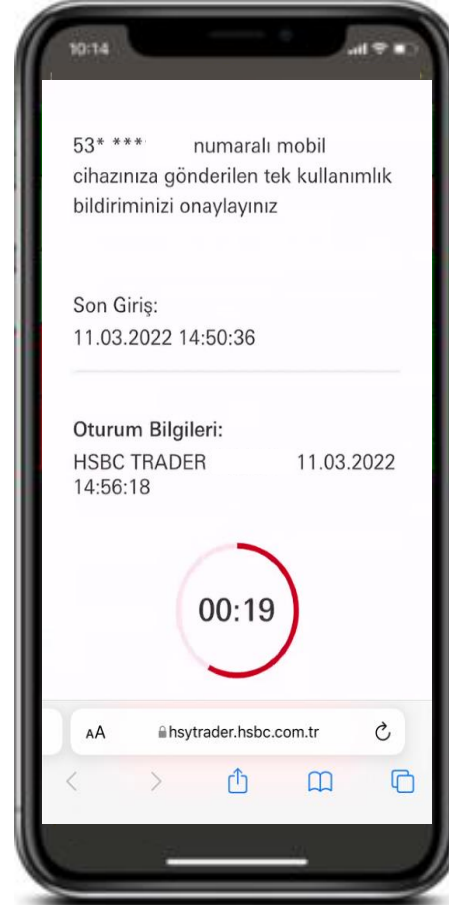 10:14
53* *** numaralı mobil
cihazınıza gönderilen tek kullanımlık
bildiriminizi onaylayınız
Son Giriş:
11.03.2022 14:50:36
Oturum Bilgileri:
HSBC TRADER 11.03.2022
14:56:18
00:19
AA hsytrader.hsbc.com.tr